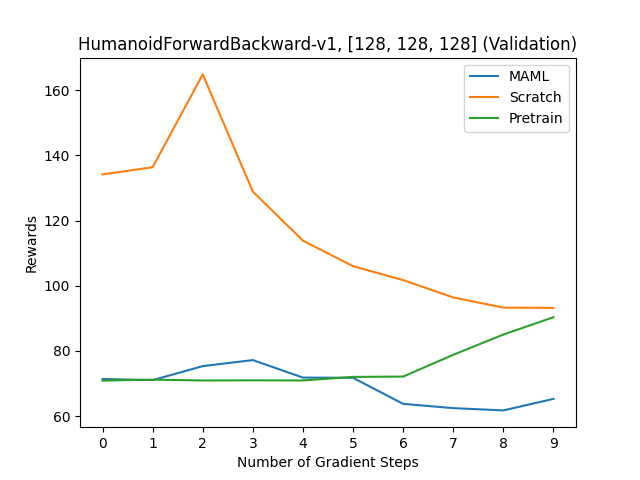 HumanoidForwardBackward-v1, [128, 128, 128] (Validation)
MAML
Scratch
Pretrain
160
140
120
100
80
60
Rewards
0 1 2 3 4 5 6 7 8 9
Number of Gradient Steps